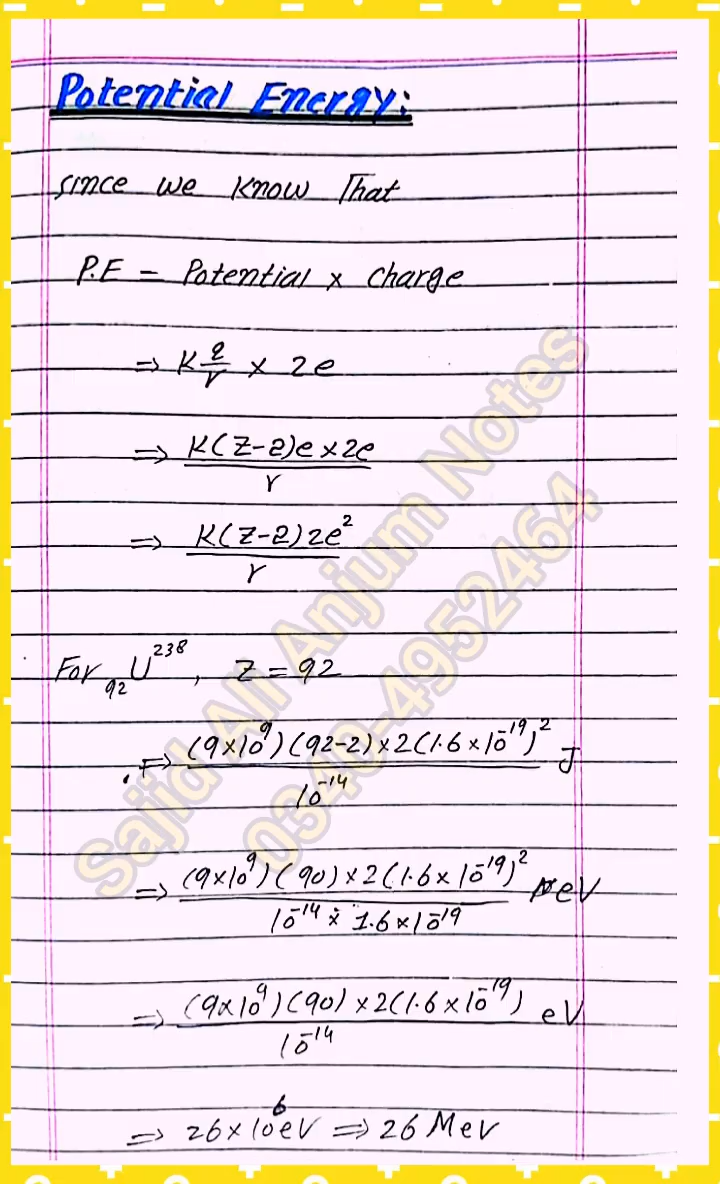 Potential Energy:
since we know That
P.E = Potential x charge
⇒ K q/r x 2e
⇒ K(Z-2)e x 2e / r
⇒ K(Z-2)2e² / r
For ₉₂U²³⁸, Z = 92
⇒ (9x10⁹)(92-2)x2(1.6x10⁻¹⁹)² / 10⁻¹⁴ J
⇒ (9x10⁹)(90)x2(1.6x10⁻¹⁹)² / 10⁻¹⁴ x 1.6x10⁻¹⁹ eV
⇒ (9x10⁹)(90)x2(1.6x10⁻¹⁹) / 10⁻¹⁴ eV
⇒ 26x10⁶eV ⇒ 26 Mev
Sajid Ali Anjum Notes
0340-4952464